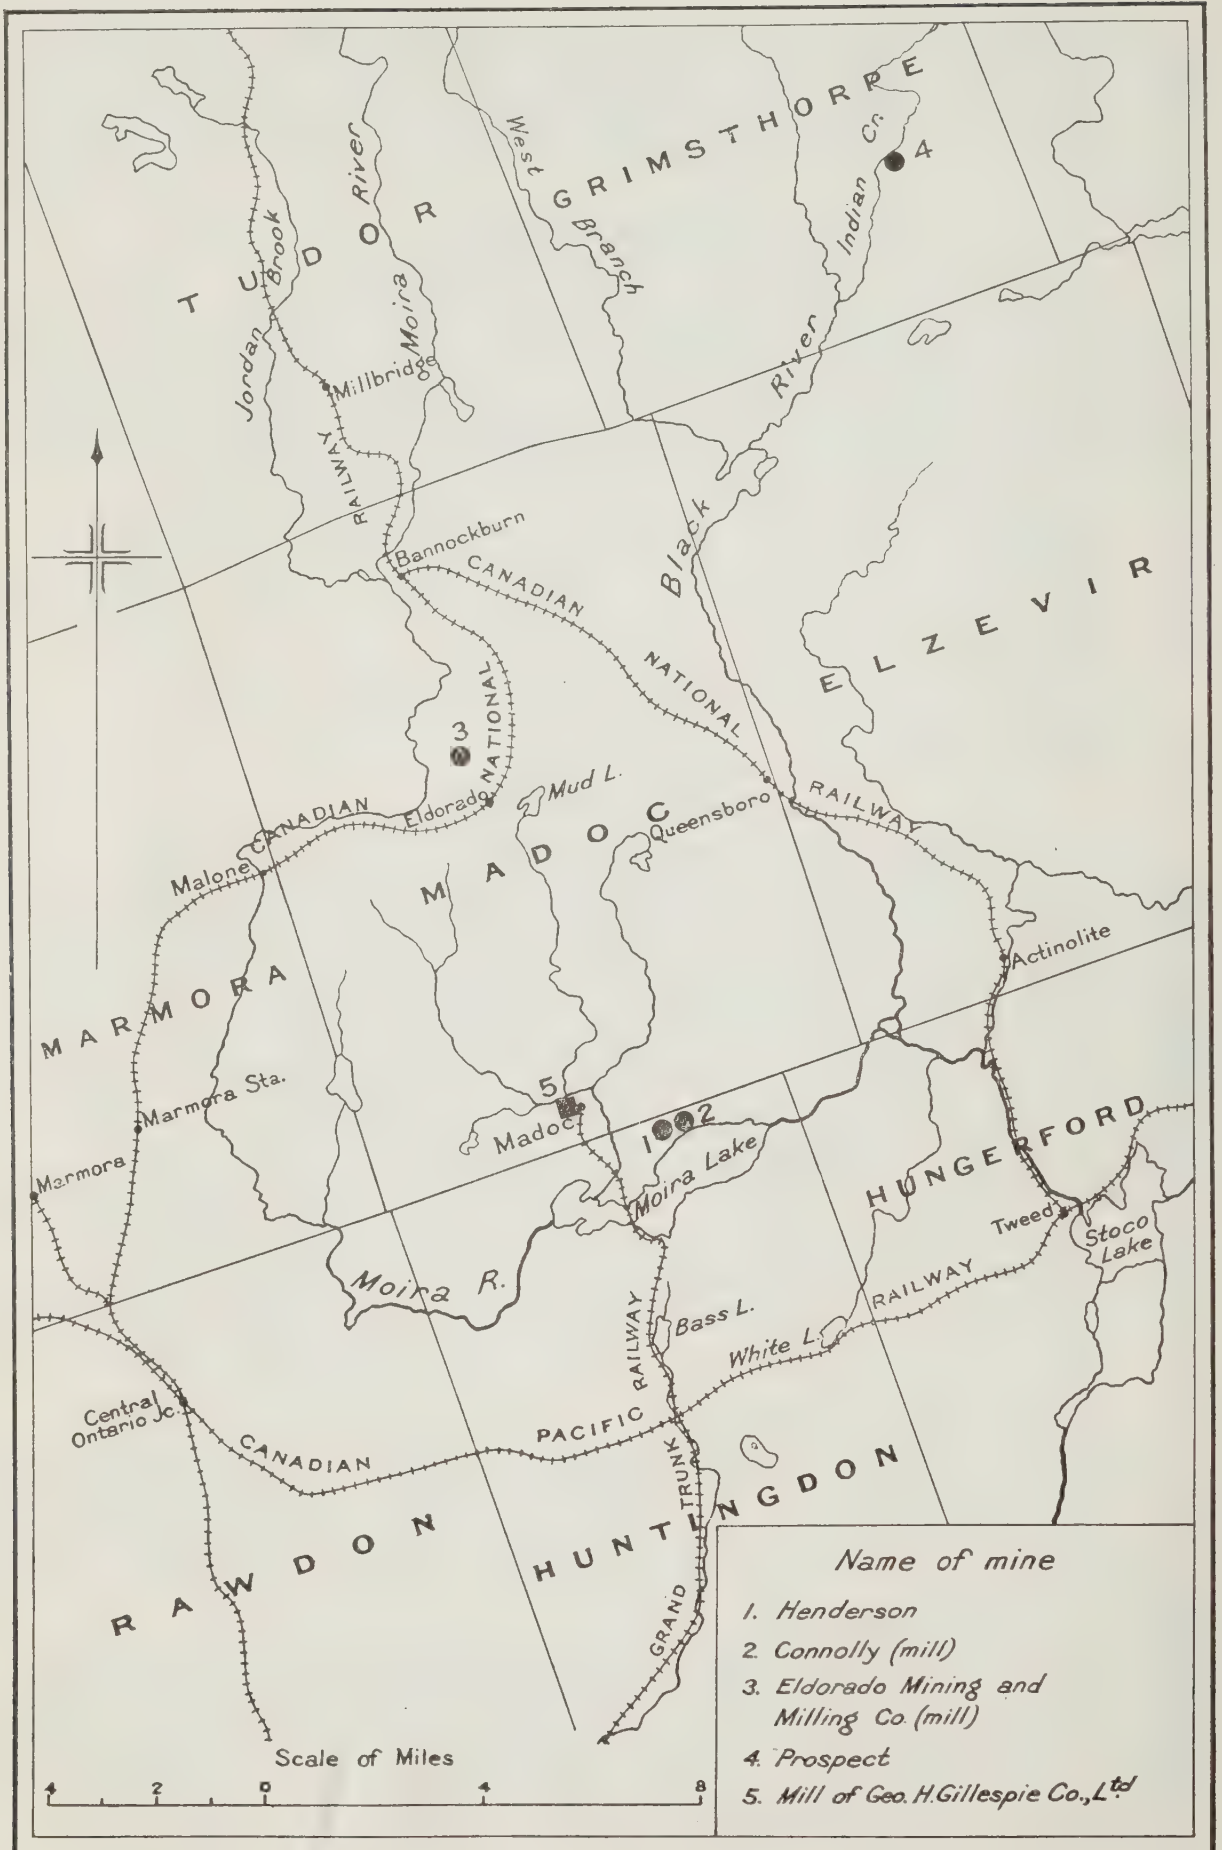 GRIMSTHORPE
West
Branch
Indian Cr.
4
River
TUDOR
Moira River
Jordan
Brook
Millbridge
RAILWAY
Bannockburn
CANADIAN
NATIONAL
RAILWAY
Black
River
ELZEVIR
3
NATIONAL
Mud L.
Eldorado
CANADIAN
Malone
MADOC
Queensboro
Actinolite
MARMORA
Marmora Sta.
Marmora
5
Madoc
1
2
Moira Lake
HUNGERFORD
Tweed
Stoco
Lake
Moira R.
RAILWAY
Bass L.
White L.
RAILWAY
Central
Ontario Jc.
CANADIAN
PACIFIC
GRAND
TRUNK
RAWDON
HUNTINGDON
Name of mine
1. Henderson
2. Connolly (mill)
3. Eldorado Mining and
Milling Co. (mill)
4. Prospect
5. Mill of Geo. H. Gillespie Co., Ltd.
Scale of Miles
4 2 0 4 8